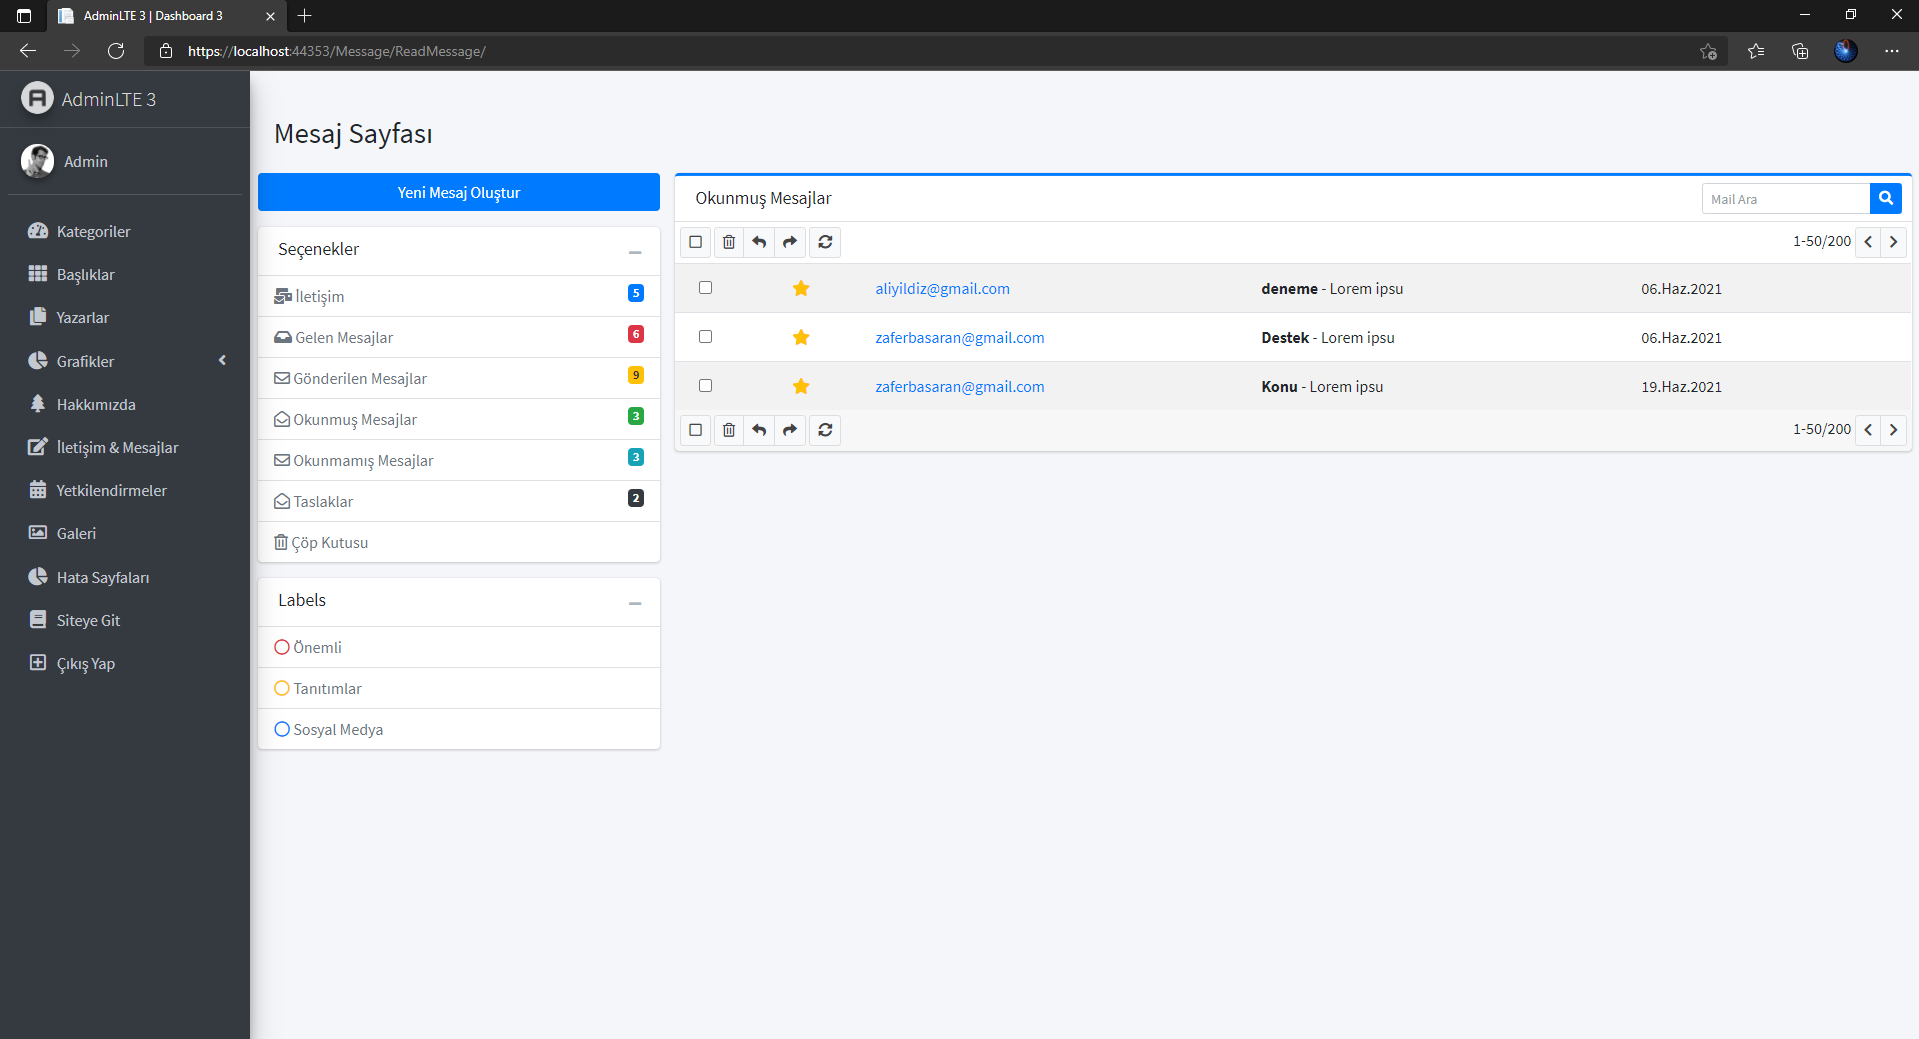 AdminLTE 3 | Dashboard 3
https://localhost:44353/Message/ReadMessage/
AdminLTE 3
Admin
Kategoriler
Başlıklar
Yazarlar
Grafikler
Hakkımızda
İletişim & Mesajlar
Yetkilendirmeler
Galeri
Hata Sayfaları
Siteye Git
Çıkış Yap
Mesaj Sayfası
Yeni Mesaj Oluştur
Seçenekler
İletişim 5
Gelen Mesajlar 6
Gönderilen Mesajlar 9
Okunmuş Mesajlar 3
Okunmamış Mesajlar 3
Taslaklar 2
Çöp Kutusu
Labels
Önemli
Tanıtımlar
Sosyal Medya
Okunmuş Mesajlar
Mail Ara
1-50/200
aliyildiz@gmail.com deneme - Lorem ipsu 06.Haz.2021
zaferbasaran@gmail.com Destek - Lorem ipsu 06.Haz.2021
zaferbasaran@gmail.com Konu - Lorem ipsu 19.Haz.2021
1-50/200